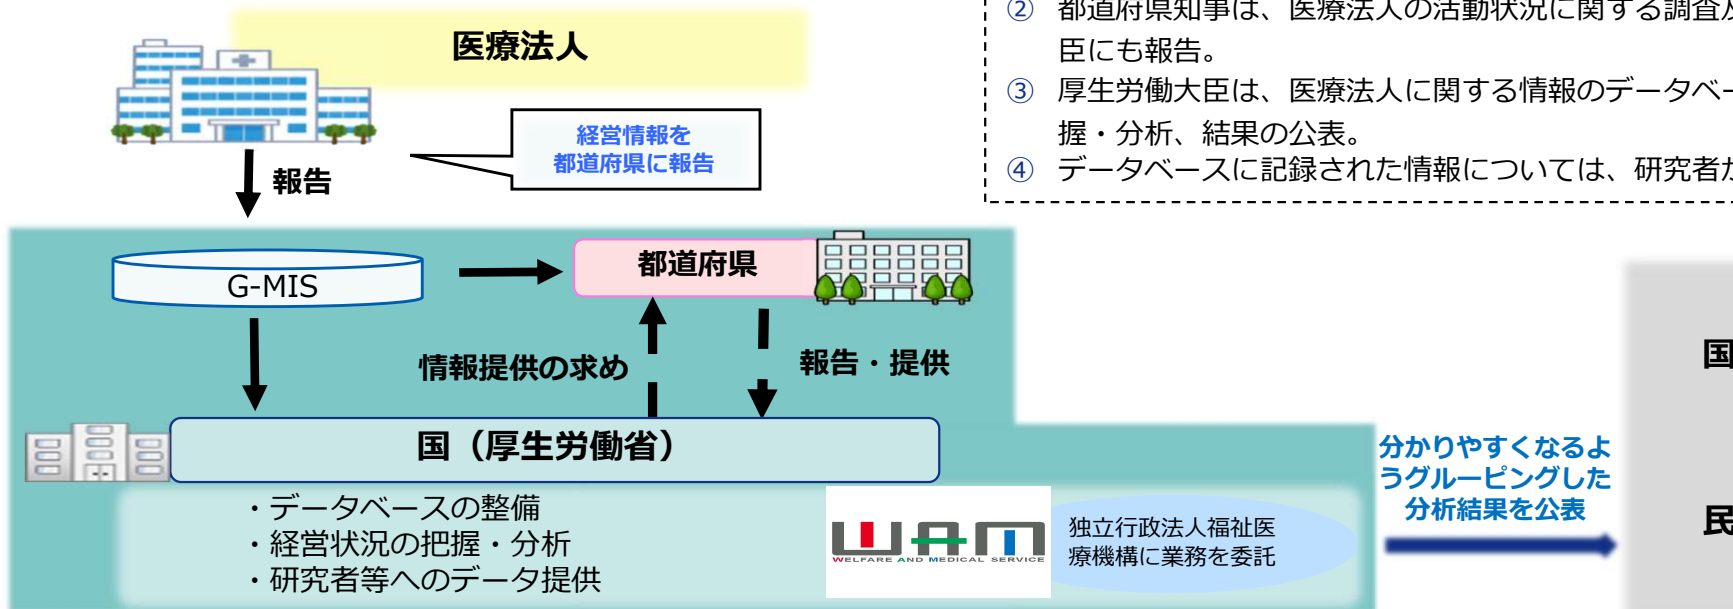 医療法人
経営情報を
都道府県に報告
報告
② 都道府県知事は、医療法人の活動状況に関する調査
臣にも報告。
③ 厚生労働大臣は、医療法人に関する情報のデータベー
握・分析、結果の公表。
④ データベースに記録された情報については、研究者
G-MIS
都道府県
情報提供の求め
報告・提供
国（厚生労働省）
・データベースの整備
・経営状況の把握・分析
・研究者等へのデータ提供
WAM
WELFARE AND MEDICAL SERVICE
独立行政法人福祉医
療機構に業務を委託
分かりやすくなるよ
うグルーピングした
分析結果を公表
国
民